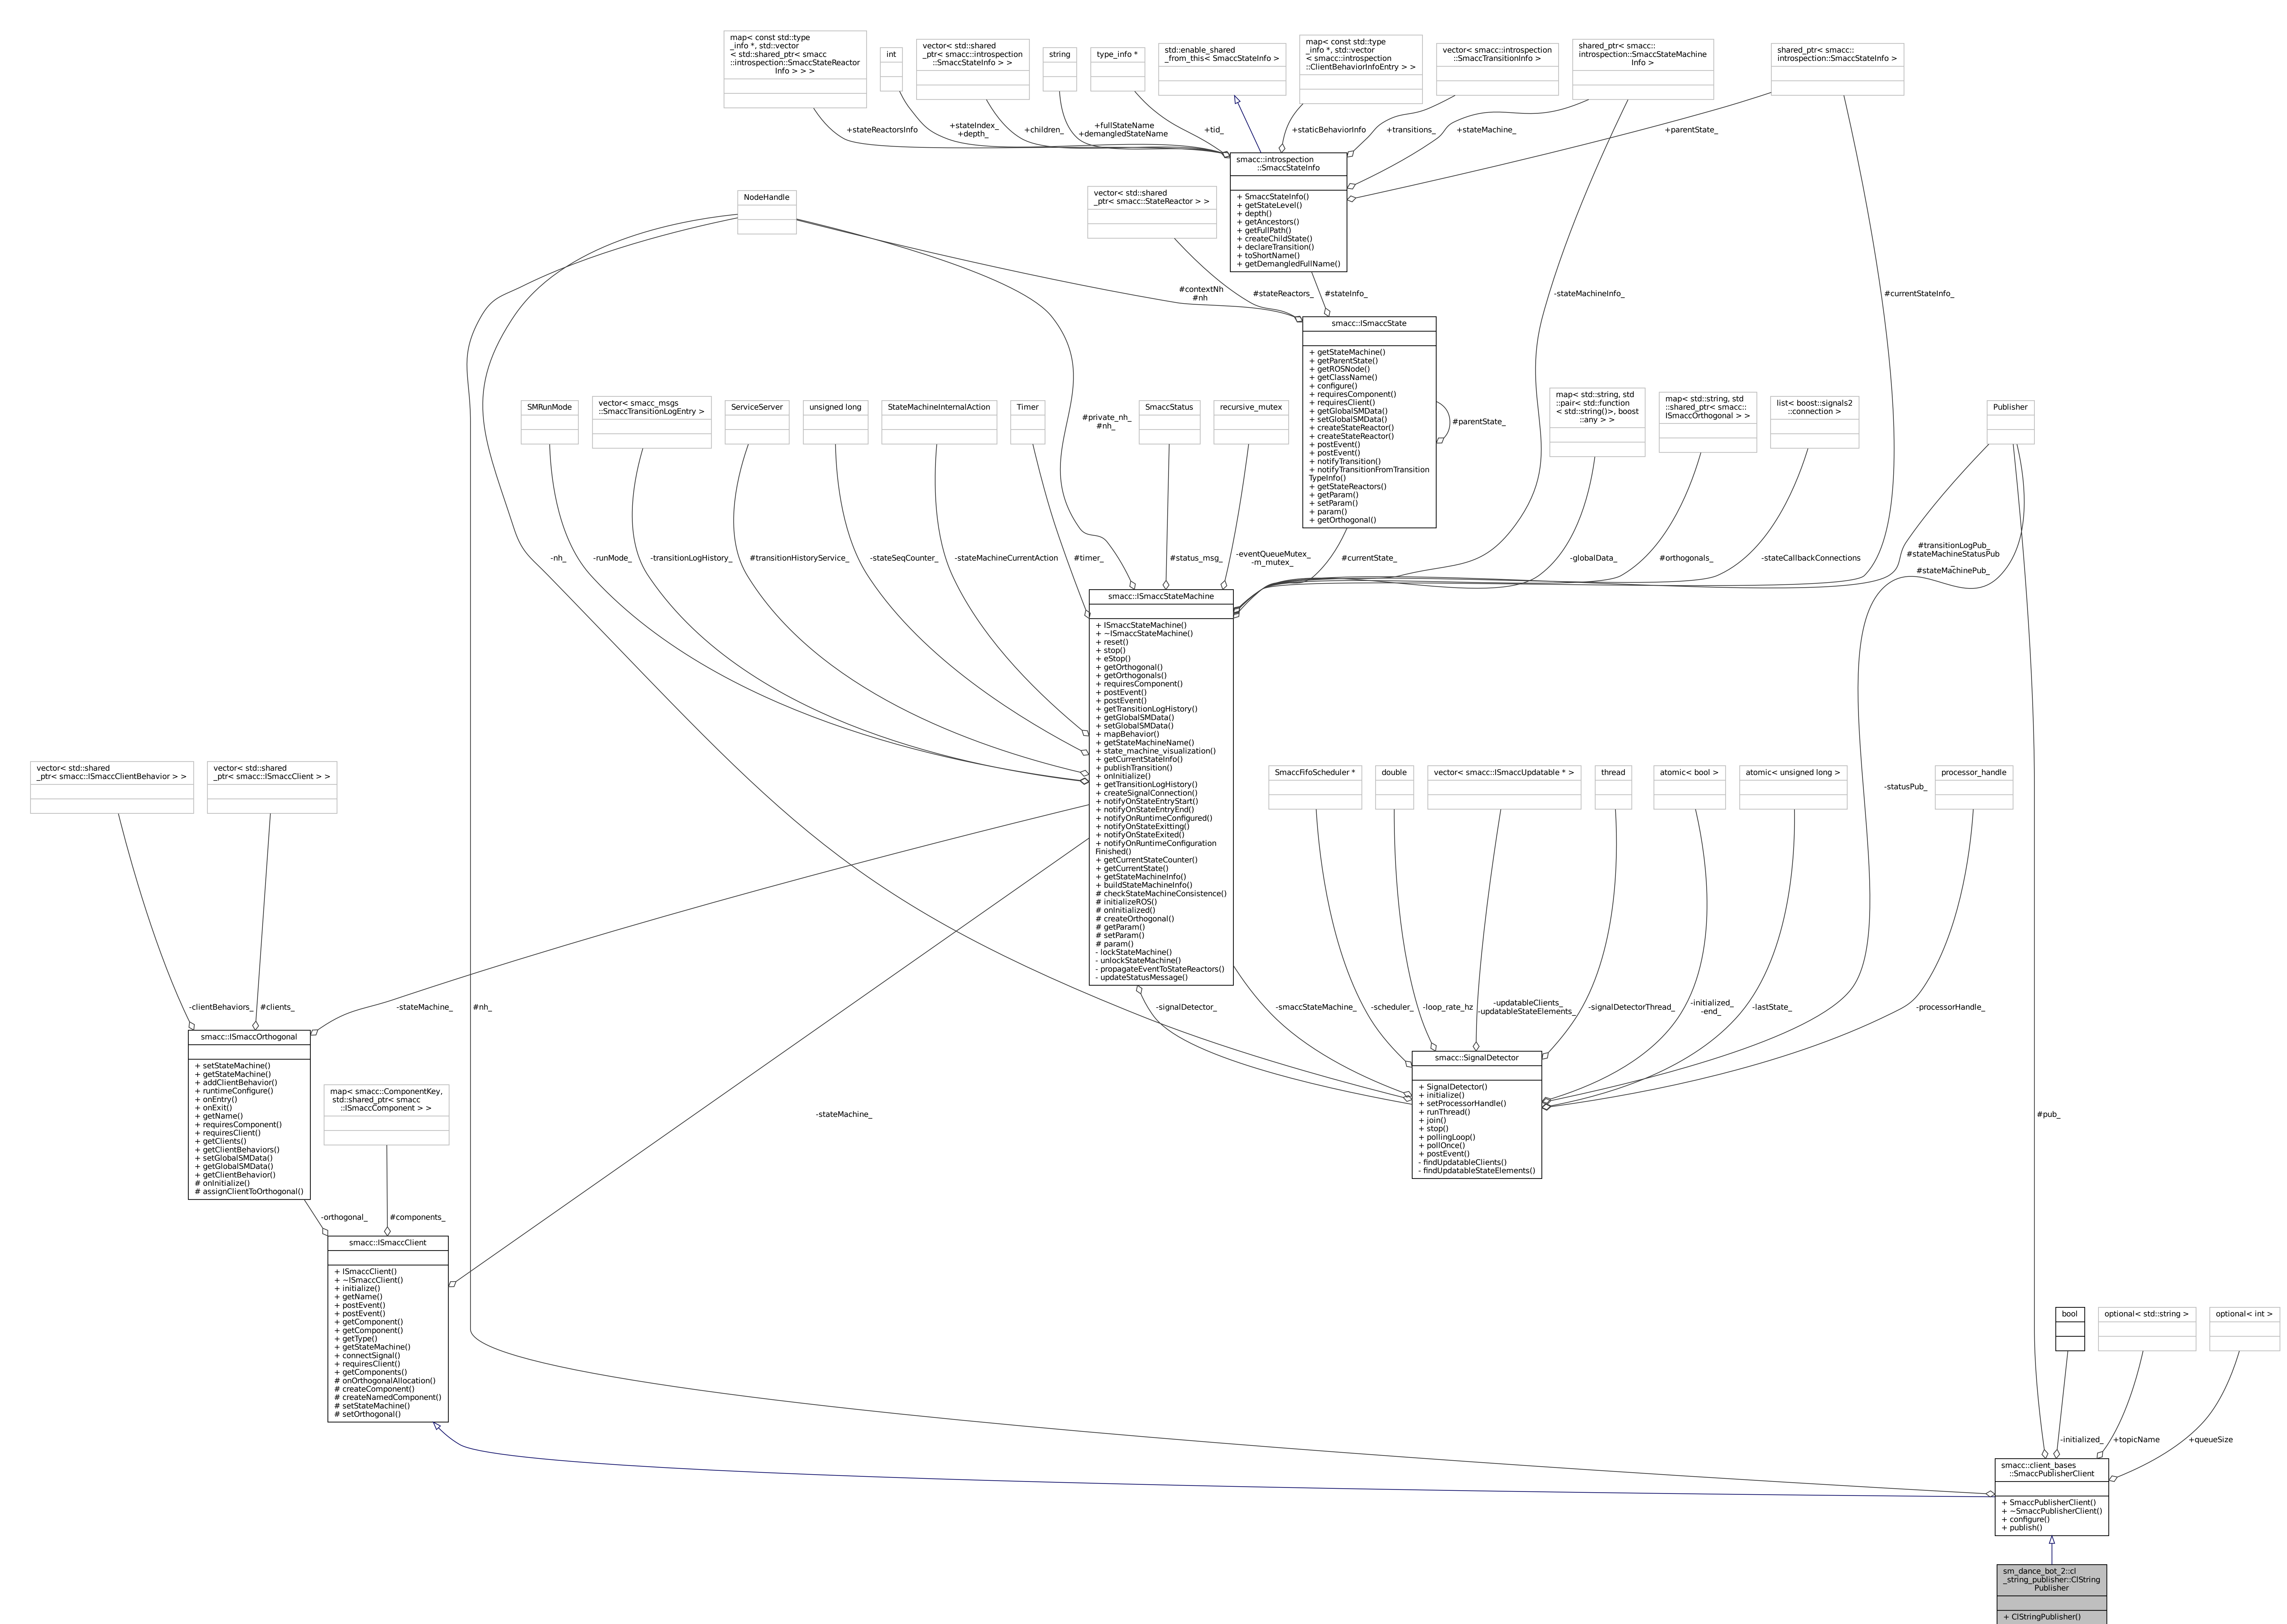 map< const std::type
_info *, std::vector
< std::shared_ptr< smacc
::introspection::SmaccStateReactor
Info > > >
int
vector< std::shared
_ptr< smacc::introspection
::SmaccStateInfo > >
string
type_info *
std::enable_shared
_from_this< SmaccStateInfo >
map< const std::type
_info *, std::vector
< smacc::introspection
::ClientBehaviorInfoEntry > >
vector< smacc::introspection
::SmaccTransitionInfo >
shared_ptr< smacc::
introspection::SmaccStateMachine
Info >
shared_ptr< smacc::
introspection::SmaccStateInfo >
+stateReactorsInfo
+stateIndex_
+depth_
+children_
+fullStateName
+demangledStateName
+tid_
+staticBehaviorInfo
+transitions_
+stateMachine_
+parentState_
smacc::introspection
::SmaccStateInfo
+ SmaccStateInfo()
+ getStateLevel()
+ depth()
+ getAncestors()
+ getFullPath()
+ createChildState()
+ declareTransition()
+ toShortName()
+ getDemangledFullName()
NodeHandle
vector< std::shared
_ptr< smacc::StateReactor > >
#contextNh
#nh
#stateReactors_
#stateInfo_
-stateMachineInfo_
#currentStateInfo_
smacc::ISmaccState
+ getStateMachine()
+ getParentState()
+ getROSNode()
+ getClassName()
+ configure()
+ requiresComponent()
+ requiresClient()
+ getGlobalSMData()
+ setGlobalSMData()
+ createStateReactor()
+ createStateReactor()
+ postEvent()
+ postEvent()
+ notifyTransition()
+ notifyTransitionFromTransition
TypeInfo()
+ getStateReactors()
+ getParam()
+ setParam()
+ param()
+ getOrthogonal()
#parentState_
SMRunMode
vector< smacc_msgs
::SmaccTransitionLogEntry >
ServiceServer
unsigned long
StateMachineInternalAction
Timer
#private_nh_
#nh_
SmaccStatus
recursive_mutex
map< std::string, std
::pair< std::function
< std::string()>, boost
::any > >
map< std::string, std
::shared_ptr< smacc::
ISmaccOrthogonal > >
list< boost::signals2
::connection >
Publisher
-nh_
-runMode_
-transitionLogHistory_
#transitionHistoryService_
-stateSeqCounter_
-stateMachineCurrentAction
#timer_
#status_msg_
-eventQueueMutex_
-m_mutex_
#currentState_
-globalData_
#orthogonals_
-stateCallbackConnections
#transitionLogPub_
#stateMachineStatusPub
_
#stateMachinePub_
smacc::ISmaccStateMachine
+ ISmaccStateMachine()
+ ~ISmaccStateMachine()
+ reset()
+ stop()
+ eStop()
+ getOrthogonal()
+ getOrthogonals()
+ requiresComponent()
+ postEvent()
+ postEvent()
+ getTransitionLogHistory()
+ getGlobalSMData()
+ setGlobalSMData()
+ mapBehavior()
+ getStateMachineName()
+ state_machine_visualization()
+ getCurrentStateInfo()
+ publishTransition()
+ onInitialize()
+ getTransitionLogHistory()
+ createSignalConnection()
+ notifyOnStateEntryStart()
+ notifyOnStateEntryEnd()
+ notifyOnRuntimeConfigured()
+ notifyOnStateExitting()
+ notifyOnStateExited()
+ notifyOnRuntimeConfiguration
Finished()
+ getCurrentStateCounter()
+ getCurrentState()
+ getStateMachineInfo()
+ buildStateMachineInfo()
# checkStateMachineConsistence()
# initializeROS()
# onInitialized()
# createOrthogonal()
# getParam()
# setParam()
# param()
- lockStateMachine()
- unlockStateMachine()
- propagateEventToStateReactors()
- updateStatusMessage()
vector< std::shared
_ptr< smacc::ISmaccClientBehavior > >
vector< std::shared
_ptr< smacc::ISmaccClient > >
SmaccFifoScheduler *
double
vector< smacc::ISmaccUpdatable * >
thread
atomic< bool >
atomic< unsigned long >
-statusPub_
processor_handle
-clientBehaviors_
#clients_
-stateMachine_
#nh_
-signalDetector_
-smaccStateMachine_
-scheduler_
-loop_rate_hz
-updatableClients_
-updatableStateElements_
-signalDetectorThread_
-initialized_
-end_
-lastState_
-processorHandle_
smacc::ISmaccOrthogonal
+ setStateMachine()
+ getStateMachine()
+ addClientBehavior()
+ runtimeConfigure()
+ onEntry()
+ onExit()
+ getName()
+ requiresComponent()
+ requiresClient()
+ getClients()
+ getClientBehaviors()
+ setGlobalSMData()
+ getGlobalSMData()
+ getClientBehavior()
# onInitialize()
# assignClientToOrthogonal()
map< smacc::ComponentKey,
std::shared_ptr< smacc
::ISmaccComponent > >
-stateMachine_
smacc::SignalDetector
+ SignalDetector()
+ initialize()
+ setProcessorHandle()
+ runThread()
+ join()
+ stop()
+ pollingLoop()
+ pollOnce()
+ postEvent()
- findUpdatableClients()
- findUpdatableStateElements()
#pub_
-orthogonal_
#components_
smacc::ISmaccClient
+ ISmaccClient()
+ ~ISmaccClient()
+ initialize()
+ getName()
+ postEvent()
+ postEvent()
+ getComponent()
+ getComponent()
+ getType()
+ getStateMachine()
+ connectSignal()
+ requiresClient()
+ getComponents()
# onOrthogonalAllocation()
# createComponent()
# createNamedComponent()
# setStateMachine()
# setOrthogonal()
bool
optional< std::string >
optional< int >
-initialized_
+topicName
+queueSize
smacc::client_bases
::SmaccPublisherClient
+ SmaccPublisherClient()
+ ~SmaccPublisherClient()
+ configure()
+ publish()
sm_dance_bot_2::cl
_string_publisher::ClString
Publisher
+ ClStringPublisher()